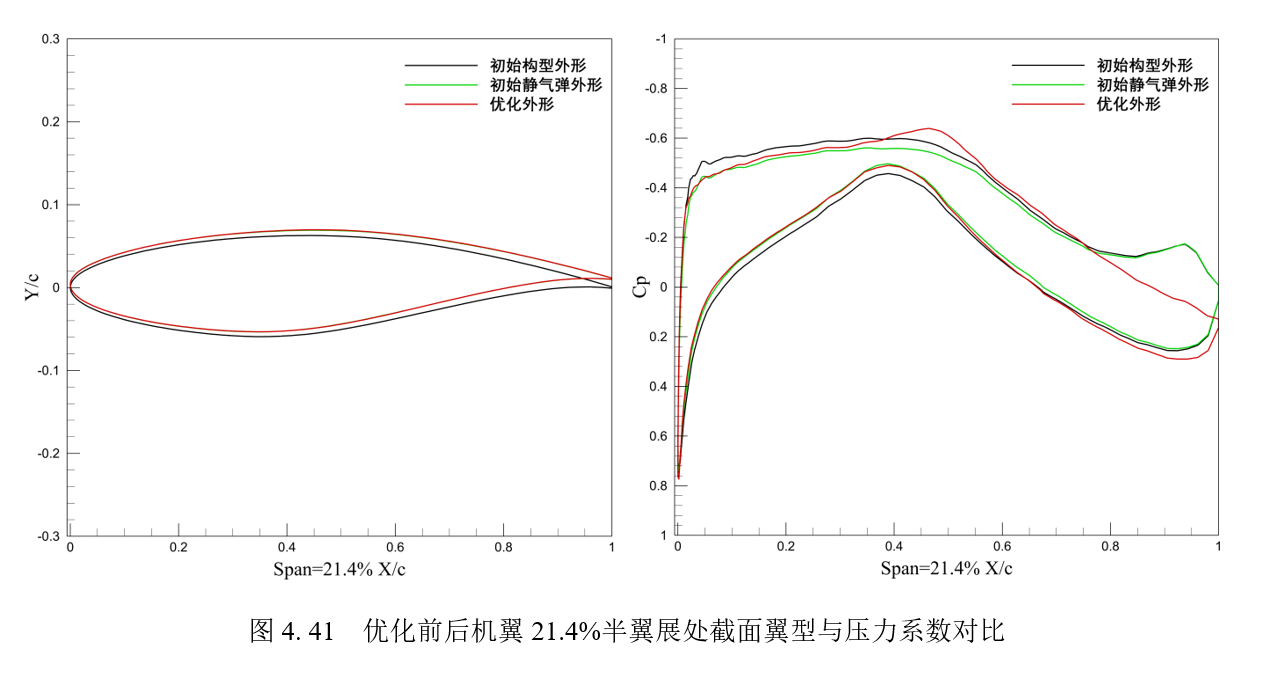 0.3
0.2
0.1
0
-0.1
-0.2
-0.3
Y/c
初始构型外形
初始静气弹外形
优化外形
0 0.2 0.4 0.6 0.8 1
Span=21.4% X/c
-1
-0.8
-0.6
-0.4
-0.2
0
0.2
0.4
0.6
0.8
1
Cp
初始构型外形
初始静气弹外形
优化外形
0 0.2 0.4 0.6 0.8 1
Span=21.4% X/c
图 4. 41 优化前后机翼 21.4%半翼展处截面翼型与压力系数对比